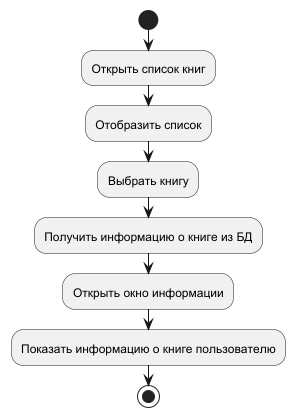 Открыть список книг
Отобразить список
Выбрать книгу
Получить информацию о книге из БД
Открыть окно информации
Показать информацию о книге пользователю